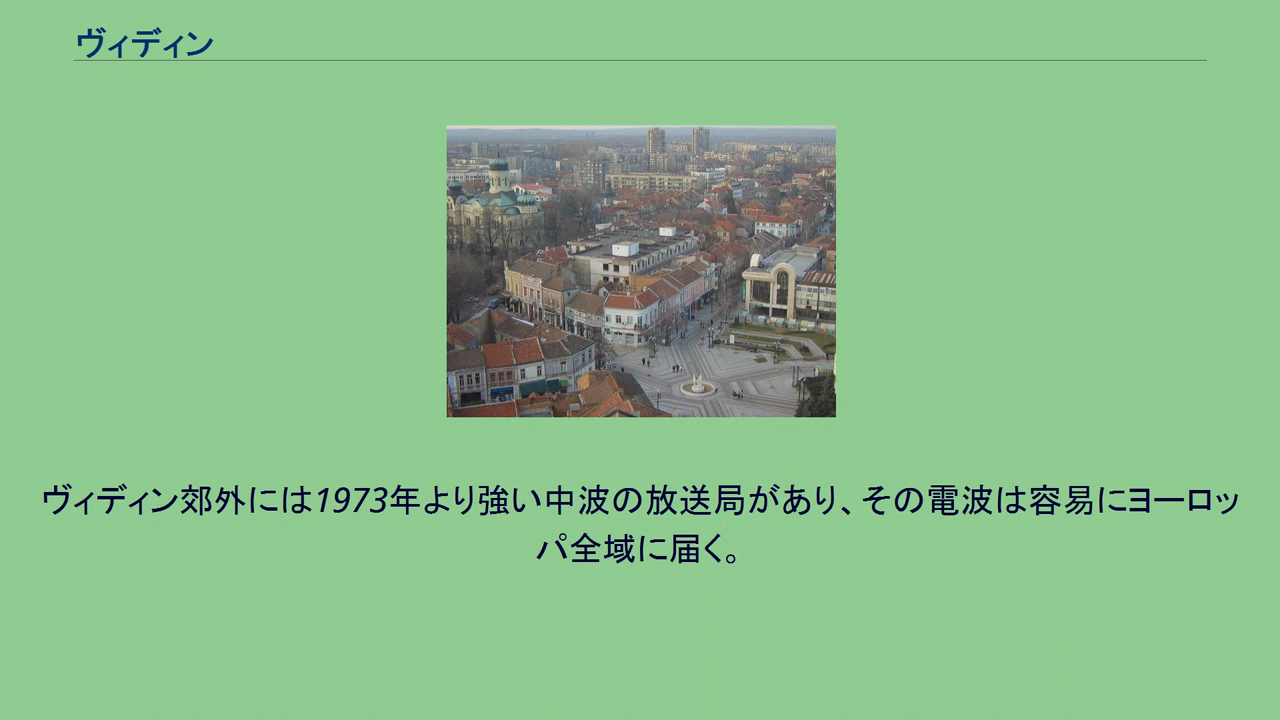 ヴィディン
ヴィディン郊外には1973年より強い中波の放送局があり、その電波は容易にヨーロッ
パ全域に届く。